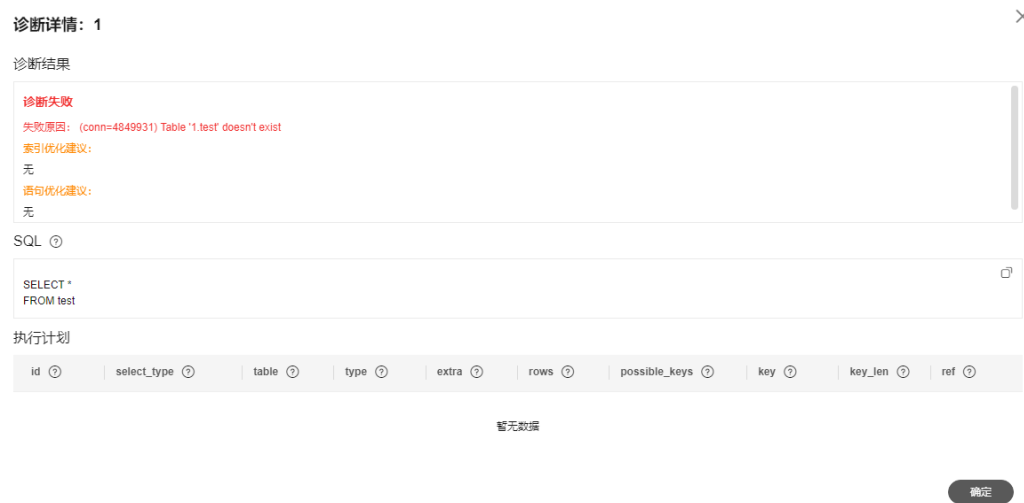 诊断详情：1
诊断结果
诊断失败
失败原因： (conn=4849931) Table '1.test' doesn't exist
索引优化建议：
无
语句优化建议：
无
SQL
SELECT *
FROM test
执行计划
id select_type table type extra rows possible_keys key key_len ref
暂无数据
确定